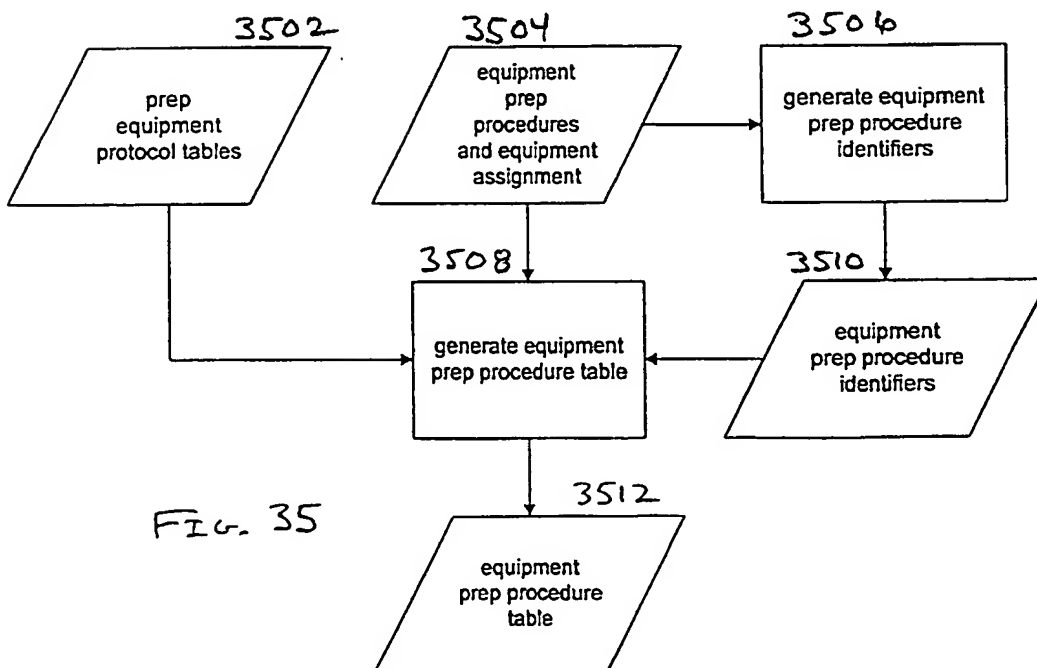 3502
prep
equipment
protocol tables
3504
equipment
prep
procedures
and equipment
assignment
3506
generate equipment
prep procedure
identifiers
3508
generate equipment
prep procedure table
3510
equipment
prep procedure
identifiers
3512
equipment
prep procedure
table
FIG. 35